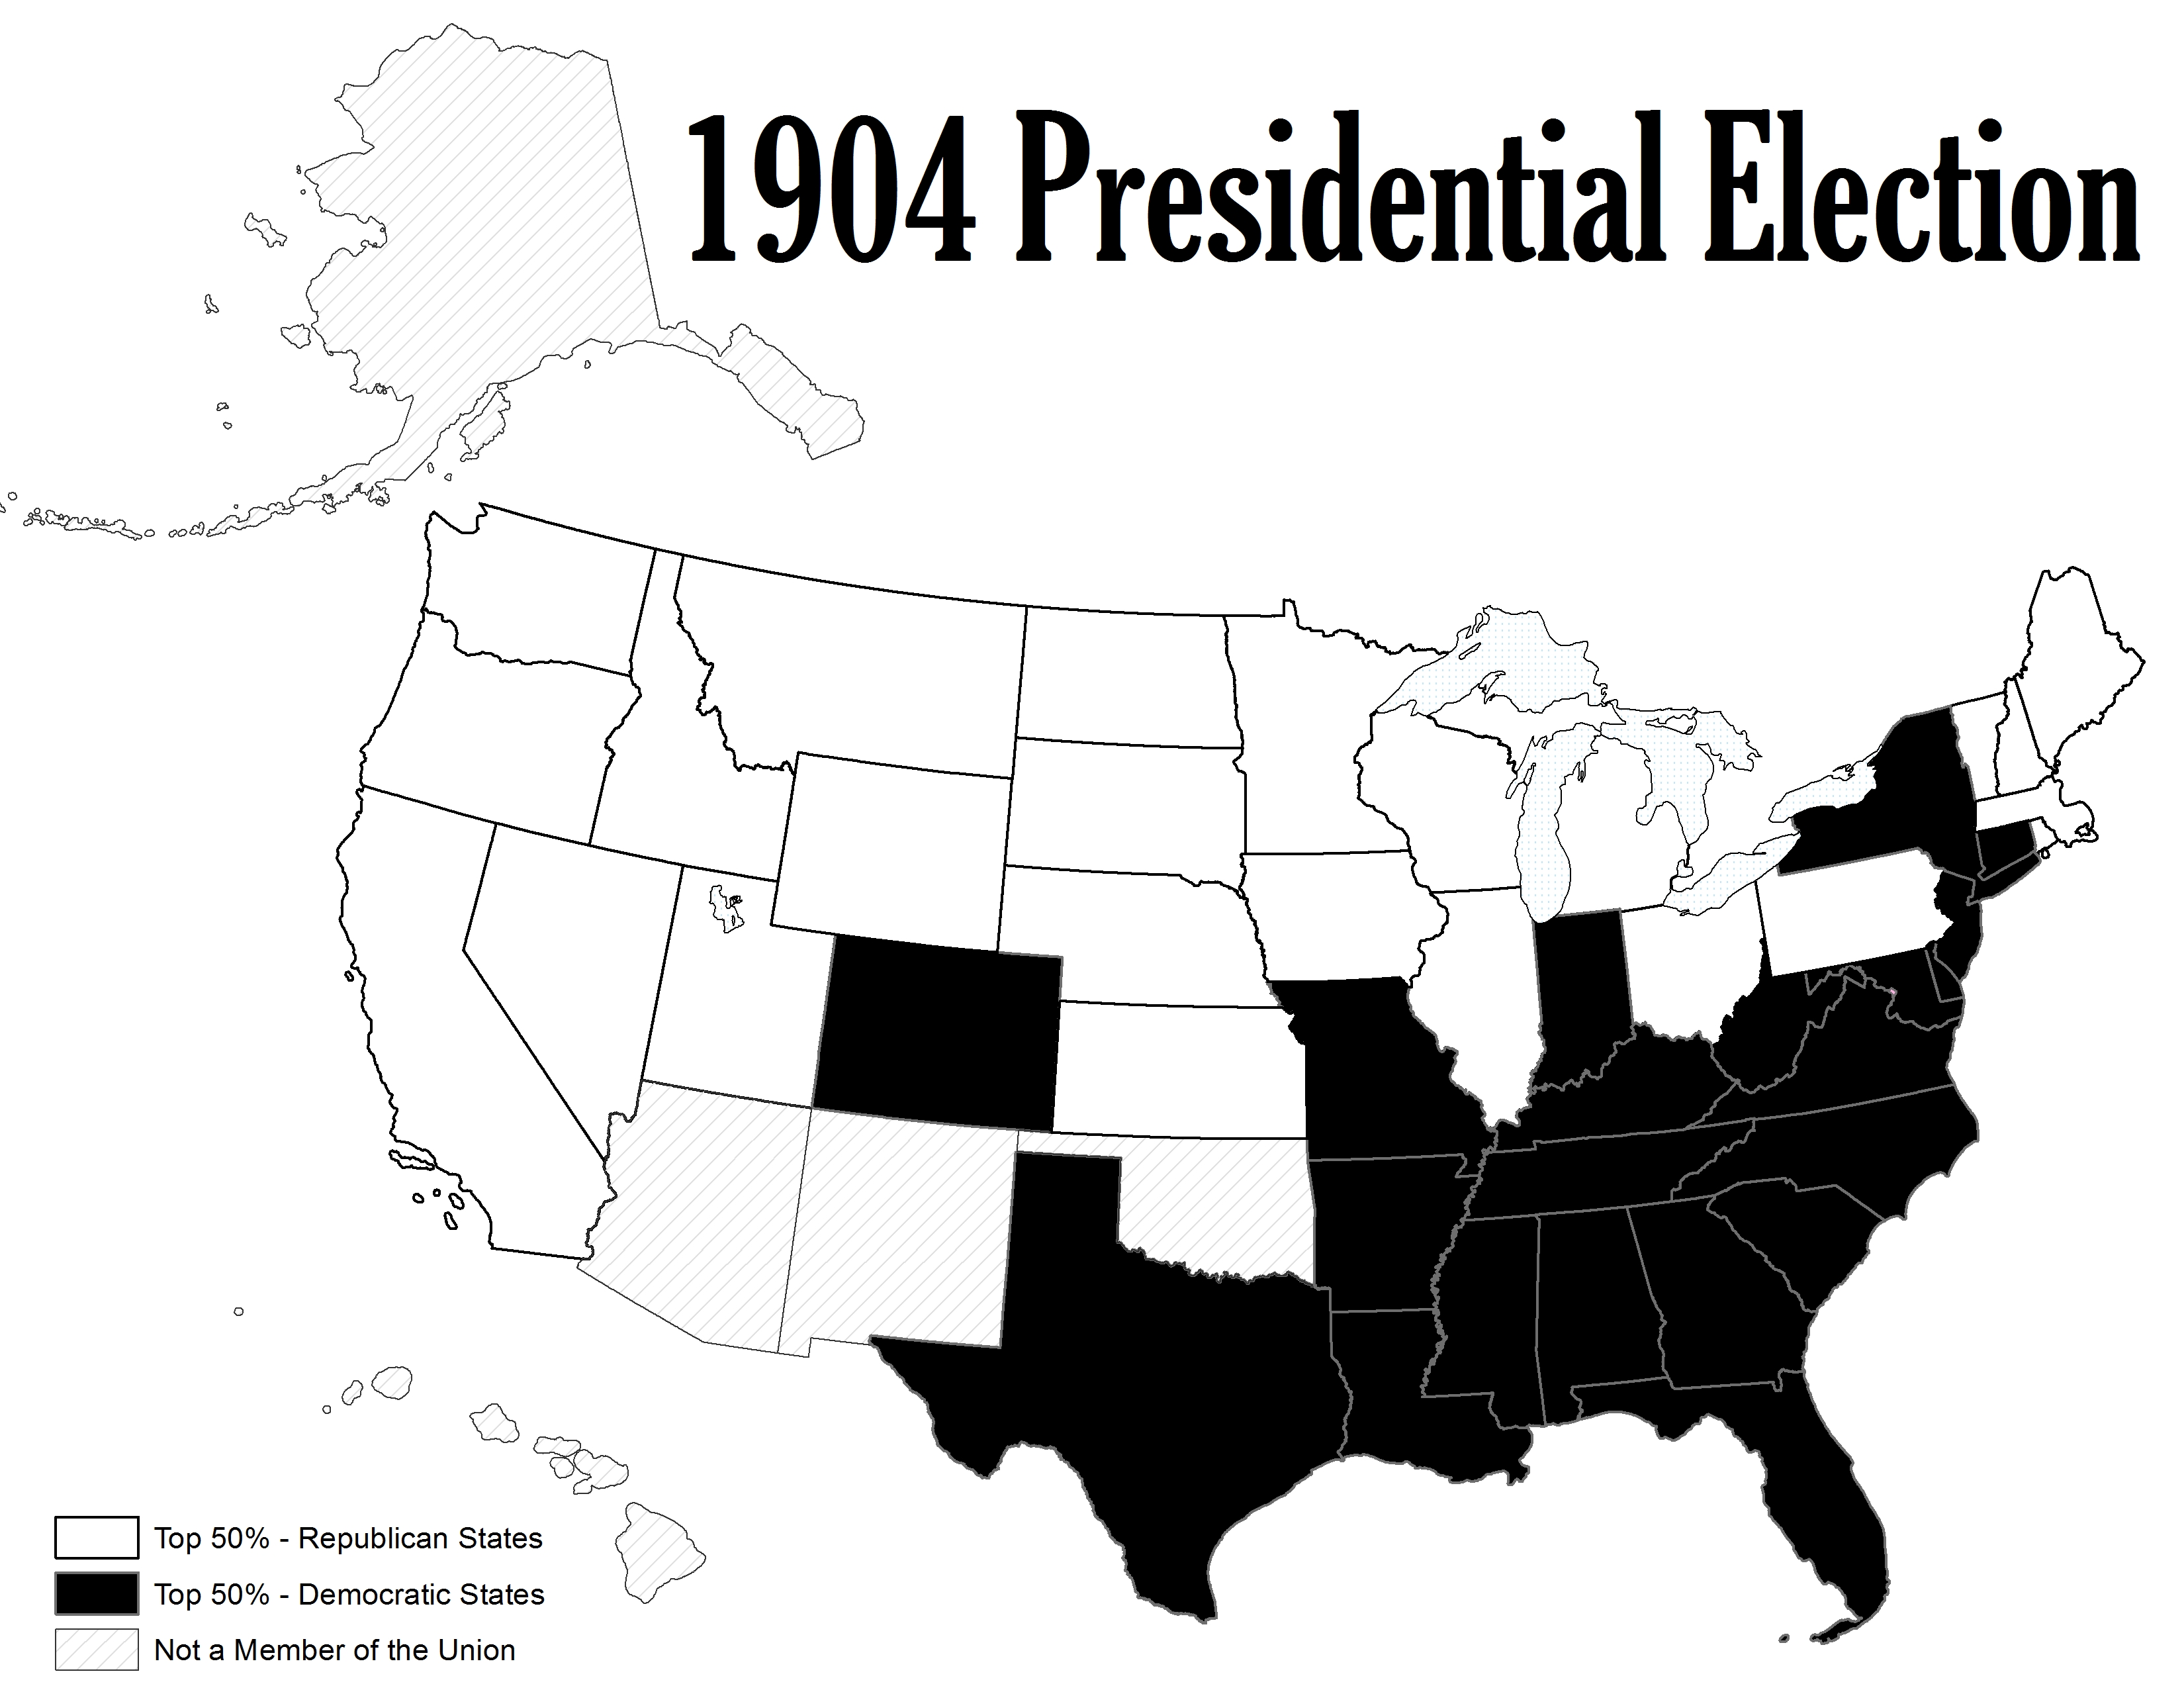 1904 Presidential Election
Top 50% - Republican States
Top 50% - Democratic States
Not a Member of the Union